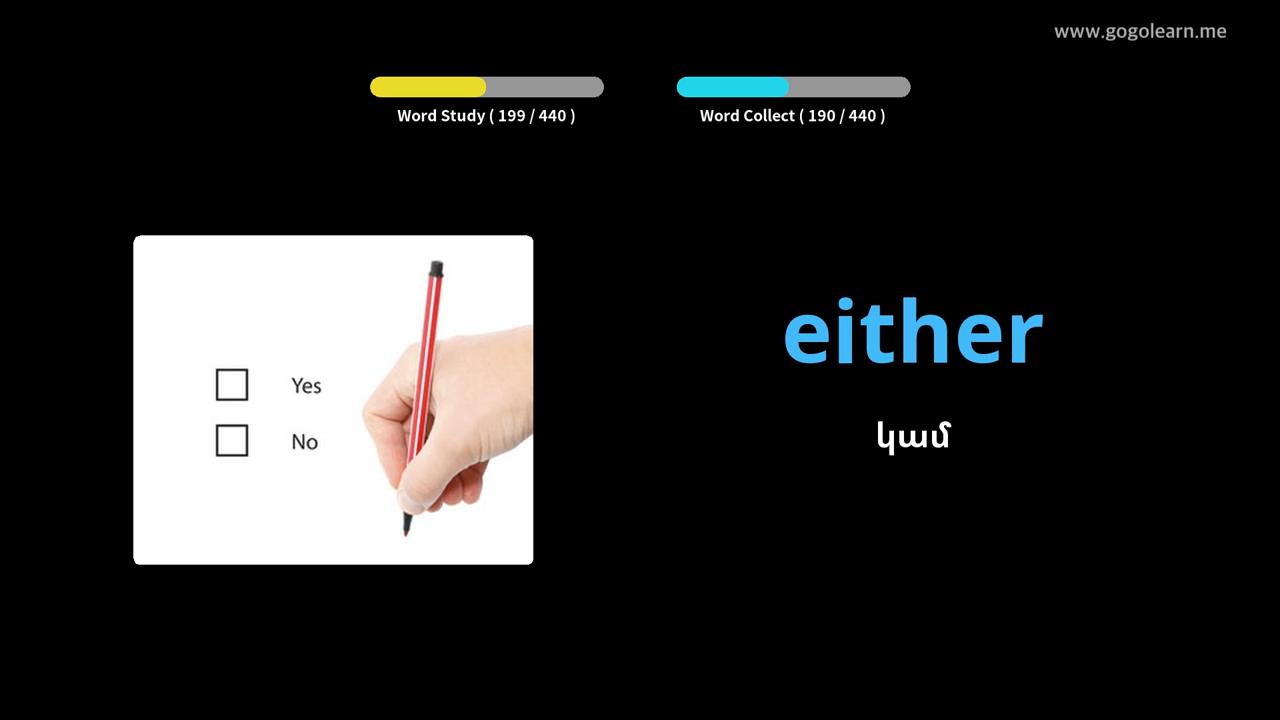 www.gogolearn.me
Word Study ( 199 / 440 )
Word Collect ( 190 / 440 )
Yes
No
either
կամ